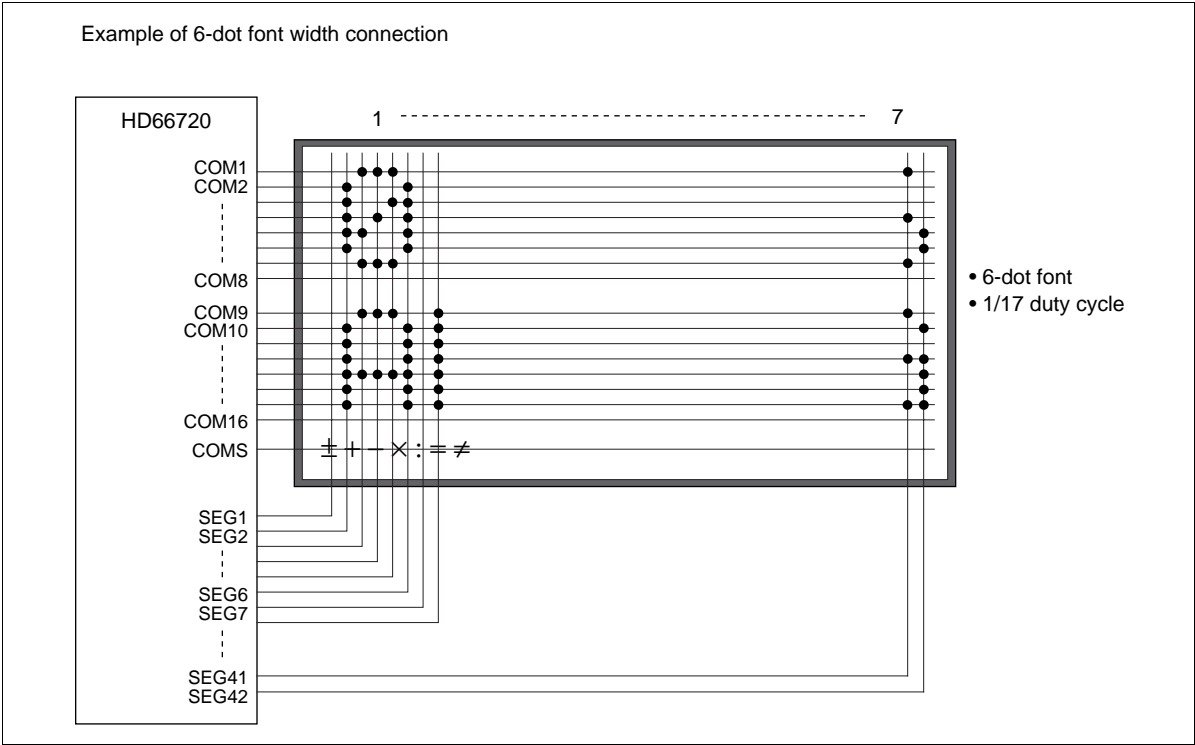 Example of 6-dot font width connection
HD66720
1 7
COM1
COM2
COM8
COM9
COM10
COM16
COMS
± + − × : = ≠
SEG1
SEG2
SEG6
SEG7
SEG41
SEG42
• 6-dot font
• 1/17 duty cycle